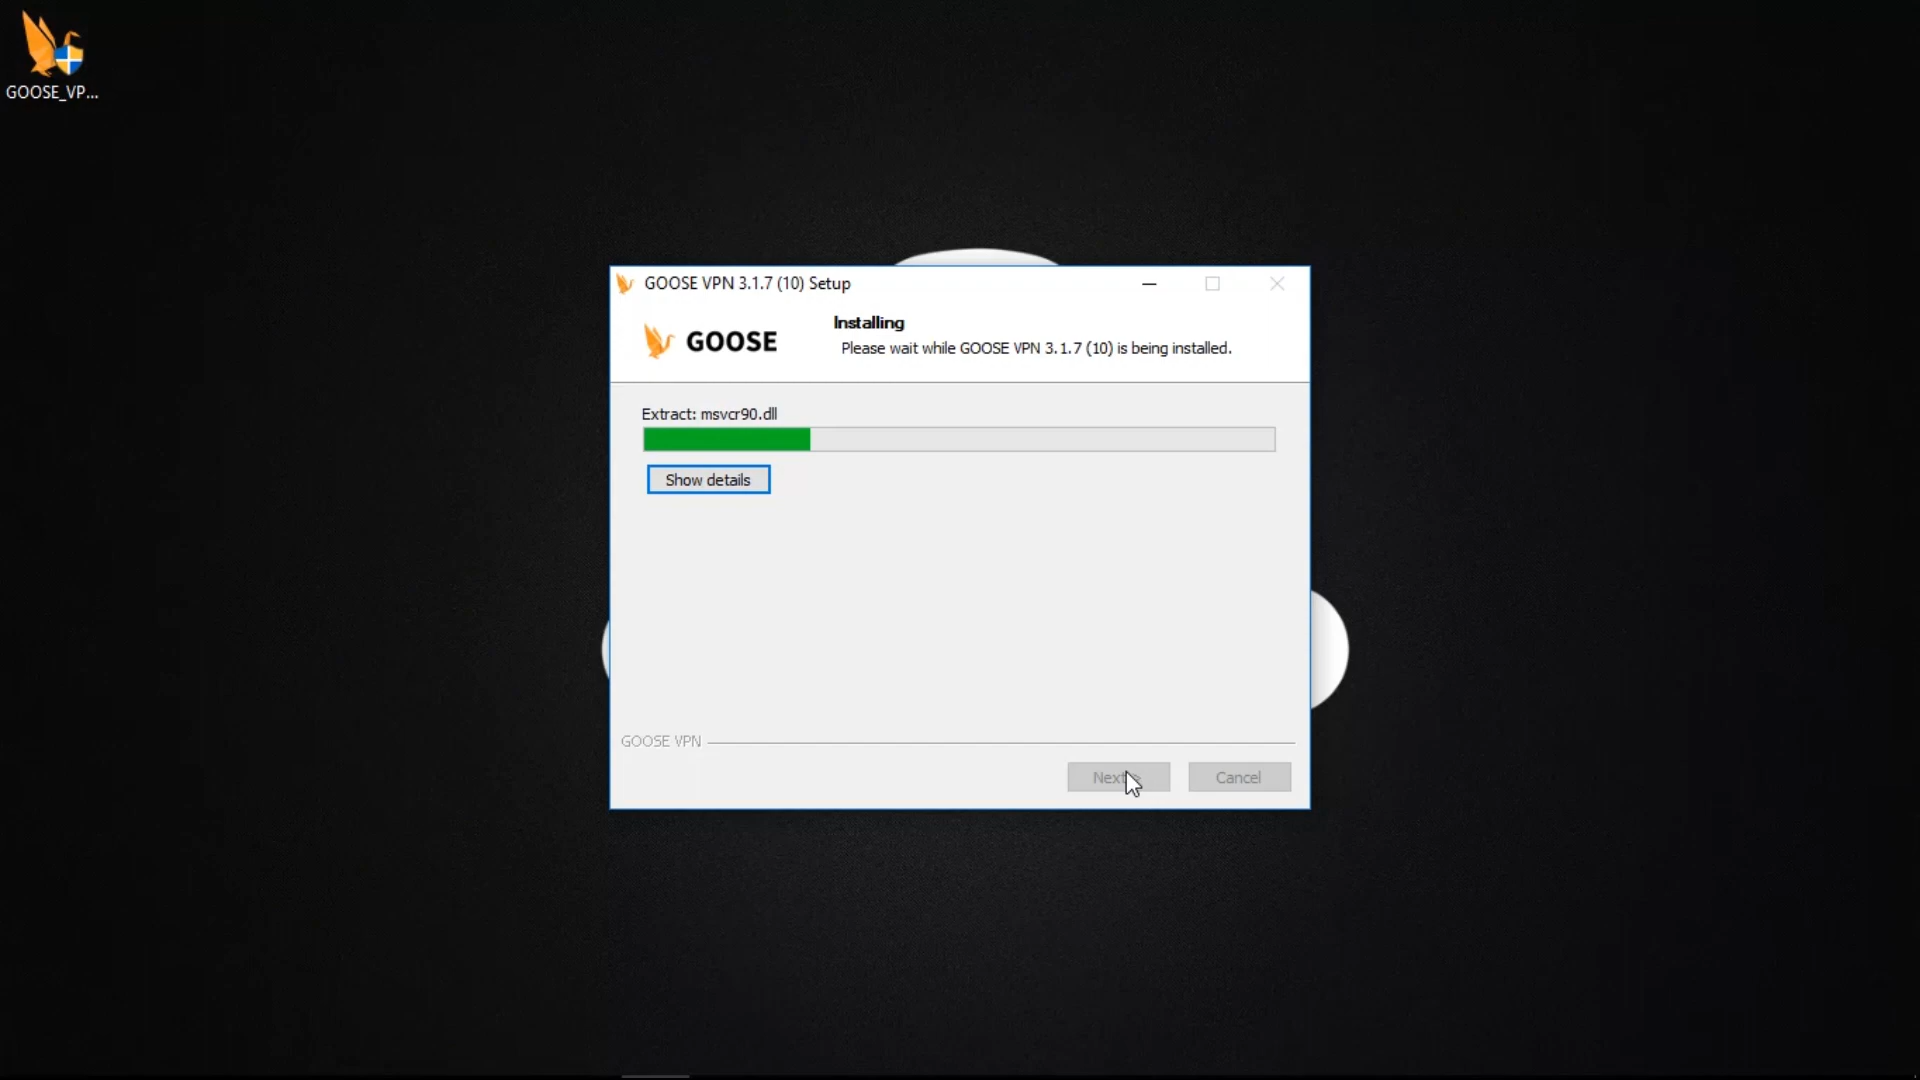 GOOSE_VP...
GOOSE VPN 3.1.7 (10) Setup
GOOSE
Installing
Please wait while GOOSE VPN 3.1.7 (10) is being installed.
Extract: msvcr90.dll
Show details
GOOSE VPN
Next >
Cancel